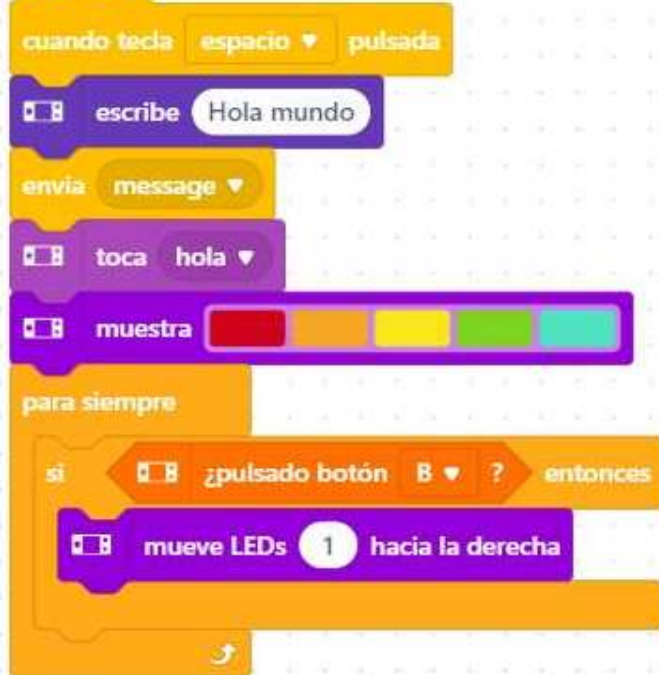 cuando tecla espacio pulsada
escribe Hola mundo
envia message
toca hola
muestra
para siempre
si ¿pulsado botón B ? entonces
mueve LEDs 1 hacia la derecha